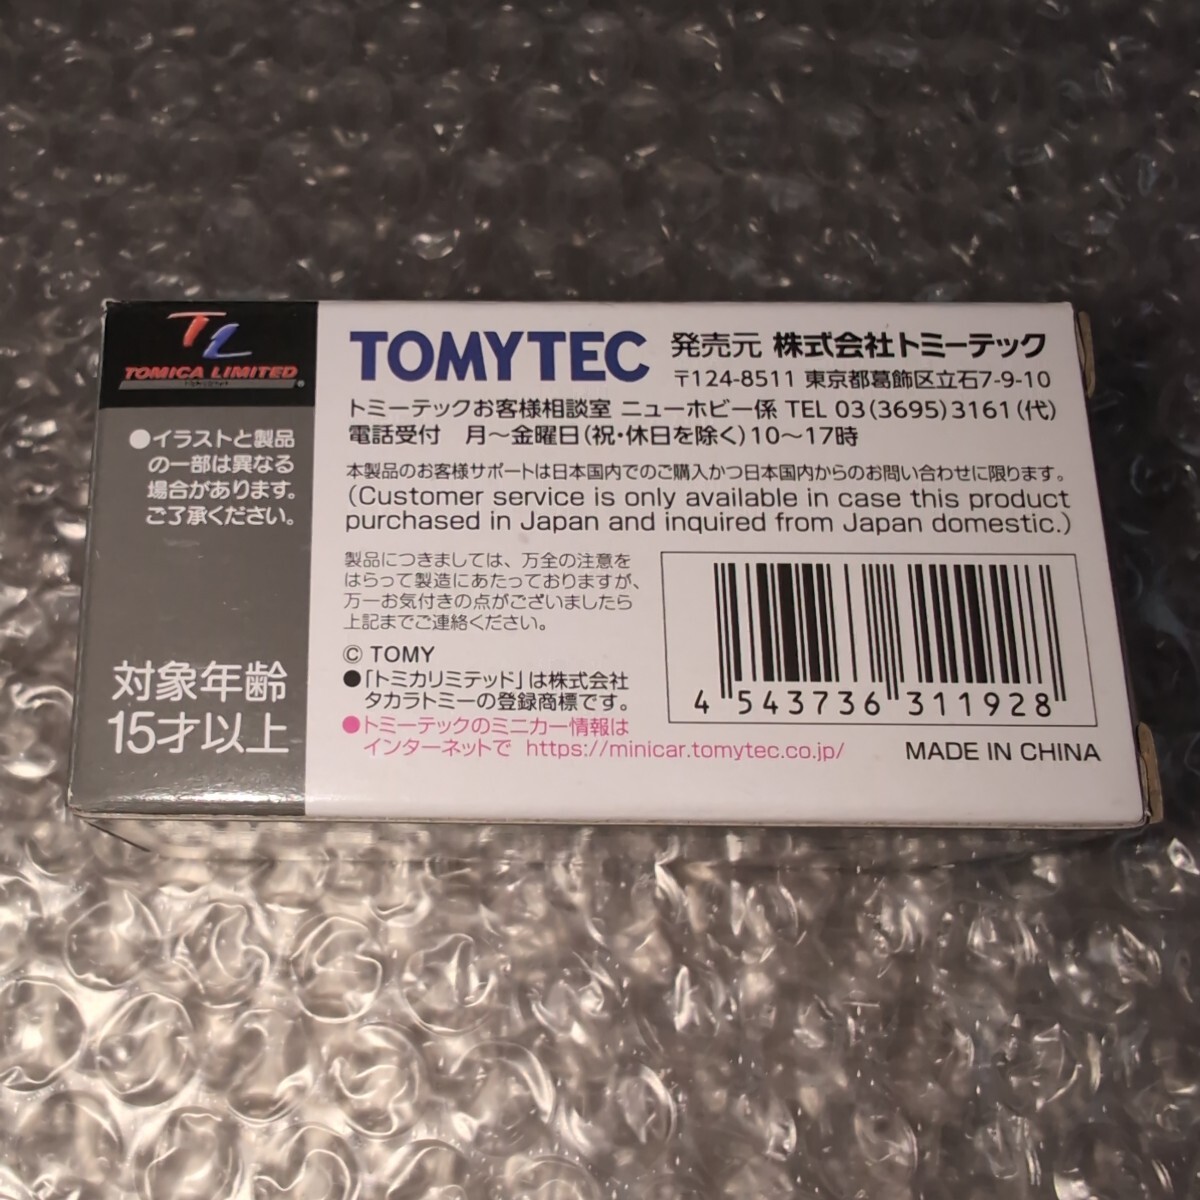 TL
TOMICA LIMITED
®
●イラストと製品
の一部は異なる
場合があります。
ご了承ください。
対象年齢
15才以上
TOMYTEC
発売元 株式会社トミーテック
〒124-8511 東京都葛飾区立石7-9-10
トミーテックお客様相談室 ニューホビー係 TEL 03(3695)3161(代)
電話受付 月～金曜日(祝・休日を除く)10～17時
本製品のお客様サポートは日本国内でのご購入かつ日本国内からのお問い合わせに限ります。
(Customer service is only available in case this product
purchased in Japan and inquired from Japan domestic.)
製品につきましては、万全の注意を
はらって製造にあたっておりますが、
万一お気付きの点がございましたら
上記までご連絡ください。
© TOMY
●「トミカリミテッド」は株式会社
タカラトミーの登録商標です。
●トミーテックのミニカー情報は
インターネットで https://minicar.tomytec.co.jp/
4 543736 311928
MADE IN CHINA